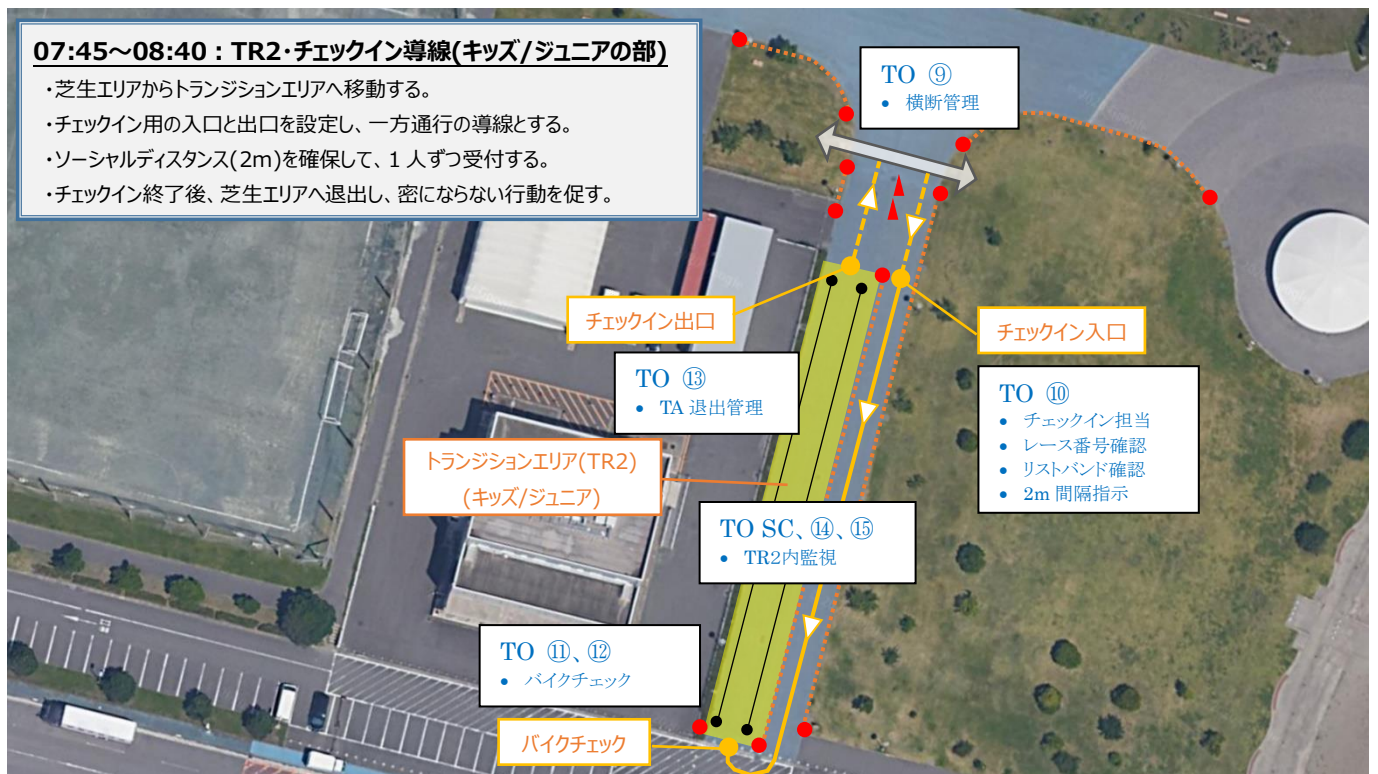 07:45～08:40：TR2・チェックイン導線(キッズ/ジュニアの部)
・芝生エリアからトランジションエリアへ移動する。
・チェックイン用の入口と出口を設定し、一方通行の導線とする。
・ソーシャルディスタンス(2m)を確保して、1人ずつ受付する。
・チェックイン終了後、芝生エリアへ退出し、密にならない行動を促す。
TO ⑨
• 横断管理
チェックイン出口
チェックイン入口
TO ⑬
• TA 退出管理
TO ⑩
• チェックイン担当
• レース番号確認
• リストバンド確認
• 2m 間隔指示
トランジションエリア(TR2)
(キッズ/ジュニア)
TO SC、⑭、⑮
• TR2内監視
TO ⑪、⑫
• バイクチェック
バイクチェック